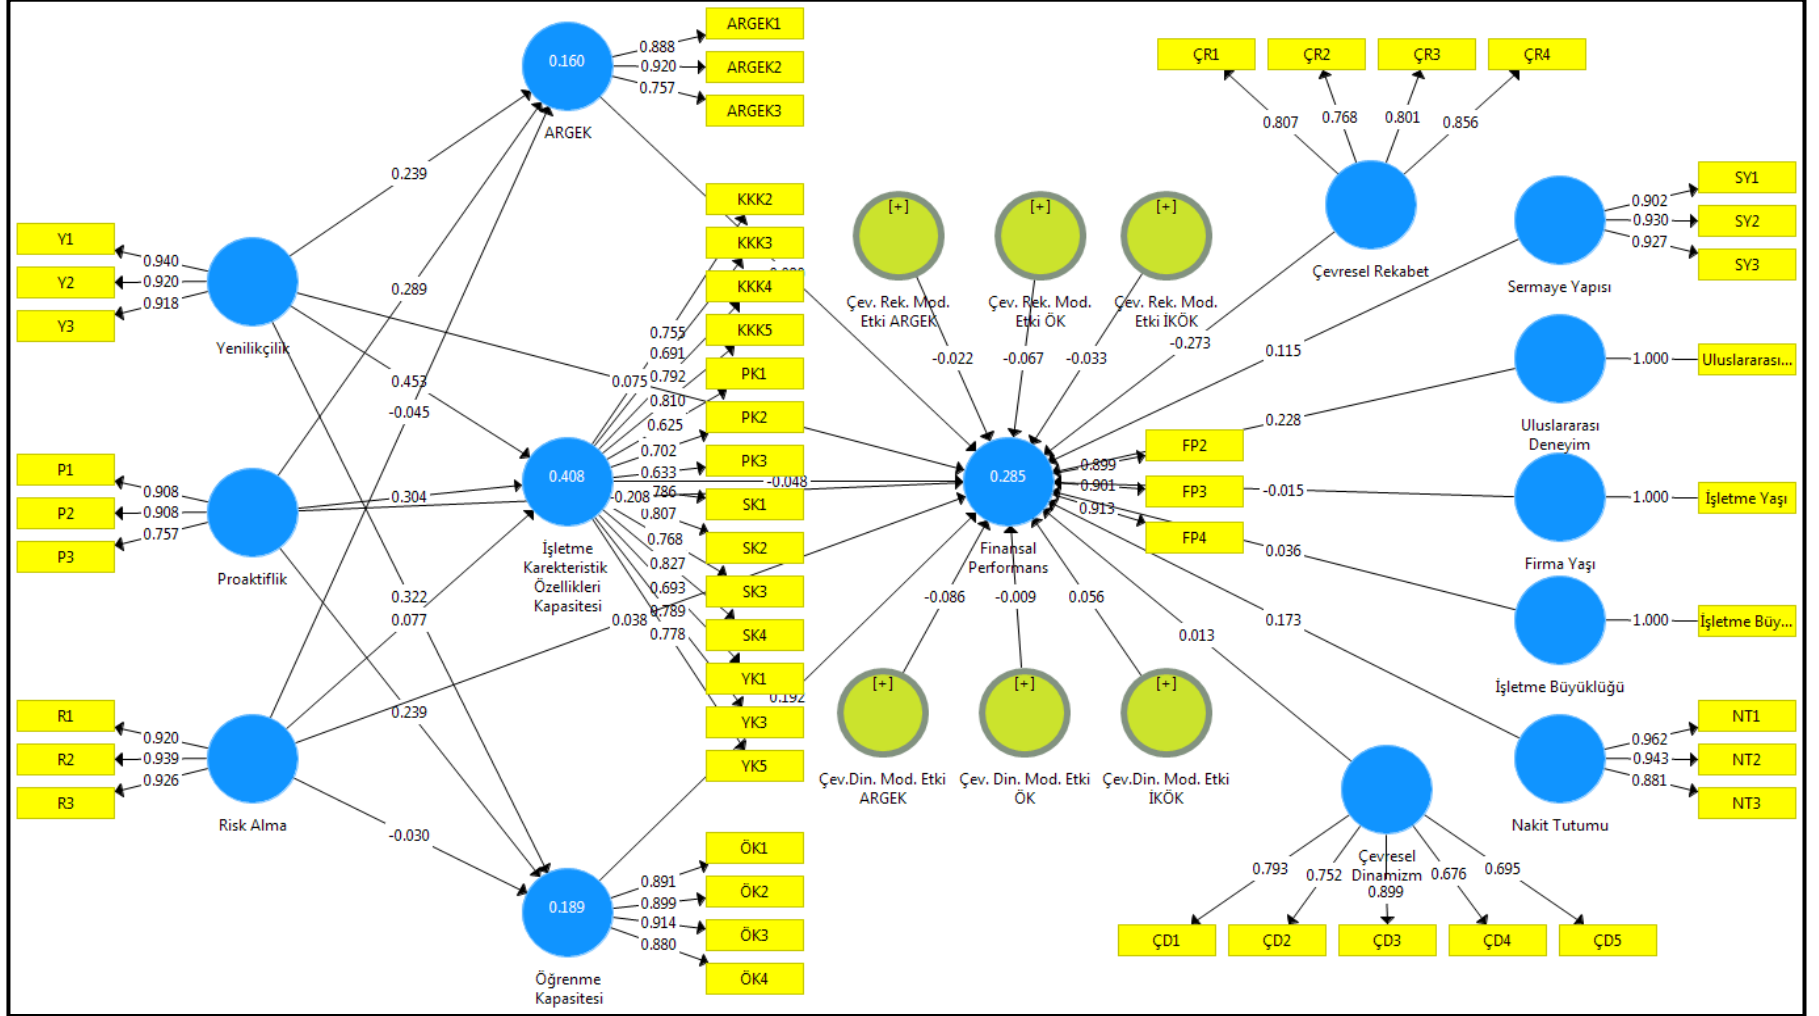 ARGEK1
ARGEK2
ARGEK3
0.888
0.920
0.757
0.160
ARGEK
ÇR1
ÇR2
ÇR3
ÇR4
0.807
0.768
0.801
0.856
Çevresel Rekabet
SY1
SY2
SY3
0.902
0.930
0.927
Sermaye Yapısı
Y1
Y2
Y3
0.940
0.920
0.918
Yenilikçilik
0.239
0.289
0.453
-0.045
KKK2
KKK3
KKK4
KKK5
PK1
PK2
PK3
SK1
SK2
SK3
SK4
YK1
YK3
YK5
0.755
0.691
0.075
0.792
0.810
0.625
0.702
0.633
-0.208
786
0.807
0.768
0.827
0.693
0.789
0.778
0.038
0.192
[+]
[+]
[+]
Çev. Rek. Mod.
Etki ARGEK
Çev. Rek. Mod.
Etki ÖK
Çev. Rek. Mod.
Etki İKÖK
-0.022
-0.067
-0.033
-0.273
0.115
Uluslararası...
1.000
Uluslararası
Deneyim
0.228
P1
P2
P3
0.908
0.908
0.757
Proaktiflik
0.304
0.408
İşletme
Karekteristik
Özellikleri
Kapasitesi
-0.048
0.285
Finansal
Performans
0.899
0.901
0.913
FP2
FP3
FP4
-0.015
1.000
İşletme Yaşı
Firma Yaşı
0.036
1.000
İşletme Büy...
İşletme Büyüklüğü
0.322
0.077
0.239
-0.086
-0.009
0.056
0.013
0.173
R1
R2
R3
0.920
0.939
0.926
Risk Alma
-0.030
[+]
[+]
[+]
Çev.Din. Mod. Etki
ARGEK
Çev. Din. Mod. Etki
ÖK
Çev.Din. Mod. Etki
İKÖK
NT1
NT2
NT3
0.962
0.943
0.881
Nakit Tutumu
0.189
Öğrenme
Kapasitesi
ÖK1
ÖK2
ÖK3
ÖK4
0.891
0.899
0.914
0.880
Çevresel
Dinamizm
0.793
0.752
0.899
0.676
0.695
ÇD1
ÇD2
ÇD3
ÇD4
ÇD5